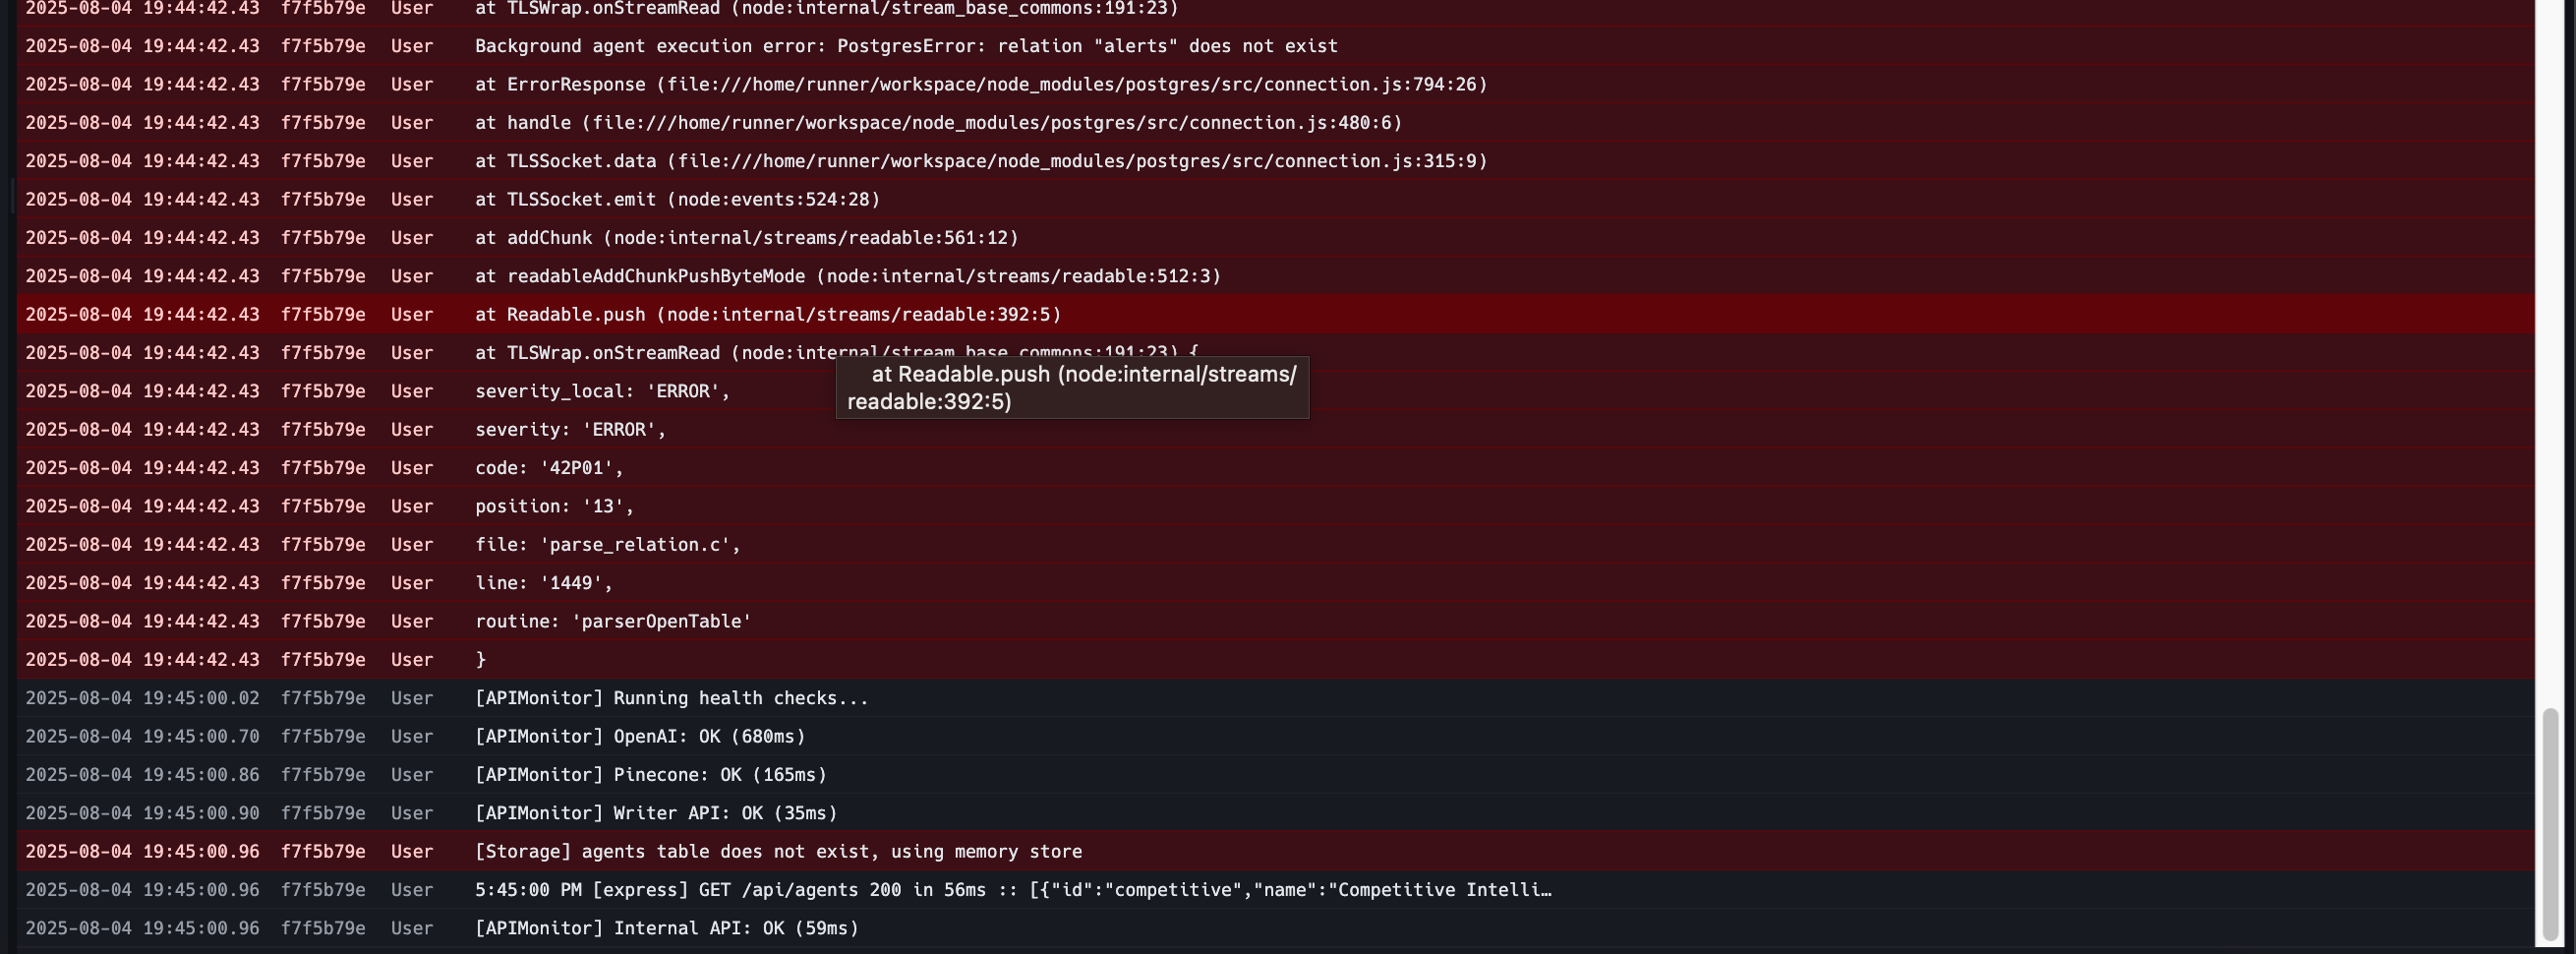 2025-08-04 19:44:42.43 f7f5b79e User at TLSWrap.onStreamRead (node:internal/stream_base_commons:191:23)
2025-08-04 19:44:42.43 f7f5b79e User Background agent execution error: PostgresError: relation "alerts" does not exist
2025-08-04 19:44:42.43 f7f5b79e User at ErrorResponse (file:///home/runner/workspace/node_modules/postgres/src/connection.js:794:26)
2025-08-04 19:44:42.43 f7f5b79e User at handle (file:///home/runner/workspace/node_modules/postgres/src/connection.js:480:6)
2025-08-04 19:44:42.43 f7f5b79e User at TLSSocket.data (file:///home/runner/workspace/node_modules/postgres/src/connection.js:315:9)
2025-08-04 19:44:42.43 f7f5b79e User at TLSSocket.emit (node:events:524:28)
2025-08-04 19:44:42.43 f7f5b79e User at addChunk (node:internal/streams/readable:561:12)
2025-08-04 19:44:42.43 f7f5b79e User at readableAddChunkPushByteMode (node:internal/streams/readable:512:3)
2025-08-04 19:44:42.43 f7f5b79e User at Readable.push (node:internal/streams/readable:392:5)
2025-08-04 19:44:42.43 f7f5b79e User at TLSWrap.onStreamRead (node:internal/stream_base_commons:191:23) {
at Readable.push (node:internal/streams/
readable:392:5)
2025-08-04 19:44:42.43 f7f5b79e User severity_local: 'ERROR',
2025-08-04 19:44:42.43 f7f5b79e User severity: 'ERROR',
2025-08-04 19:44:42.43 f7f5b79e User code: '42P01',
2025-08-04 19:44:42.43 f7f5b79e User position: '13',
2025-08-04 19:44:42.43 f7f5b79e User file: 'parse_relation.c',
2025-08-04 19:44:42.43 f7f5b79e User line: '1449',
2025-08-04 19:44:42.43 f7f5b79e User routine: 'parserOpenTable'
2025-08-04 19:44:42.43 f7f5b79e User }
2025-08-04 19:45:00.02 f7f5b79e User [APIMonitor] Running health checks...
2025-08-04 19:45:00.70 f7f5b79e User [APIMonitor] OpenAI: OK (680ms)
2025-08-04 19:45:00.86 f7f5b79e User [APIMonitor] Pinecone: OK (165ms)
2025-08-04 19:45:00.90 f7f5b79e User [APIMonitor] Writer API: OK (35ms)
2025-08-04 19:45:00.96 f7f5b79e User [Storage] agents table does not exist, using memory store
2025-08-04 19:45:00.96 f7f5b79e User 5:45:00 PM [express] GET /api/agents 200 in 56ms :: [{"id":"competitive","name":"Competitive Intelli…
2025-08-04 19:45:00.96 f7f5b79e User [APIMonitor] Internal API: OK (59ms)